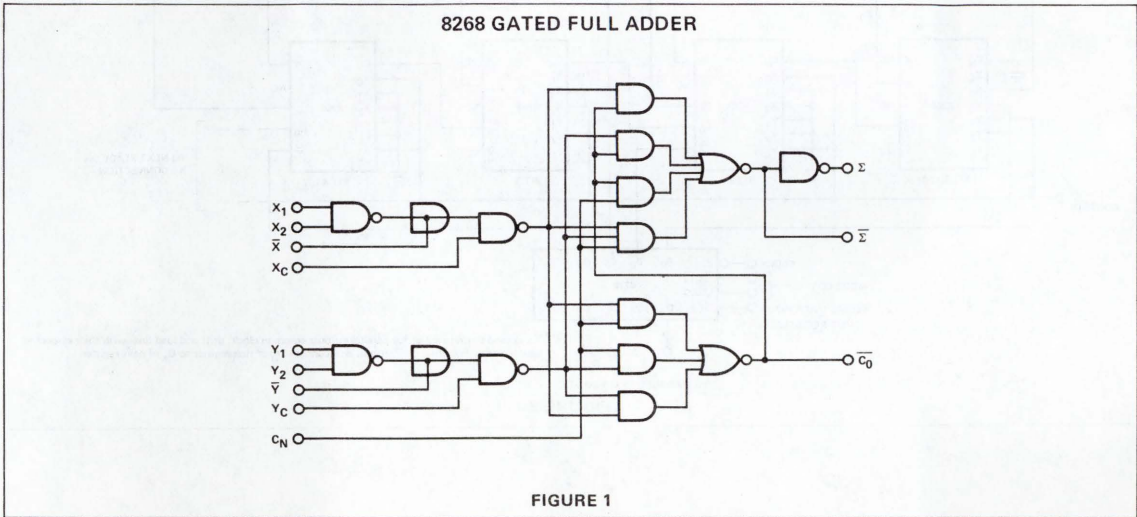 8268 GATED FULL ADDER
X1
X2
X̅
XC
Y1
Y2
Y̅
YC
CN
Σ
Σ̅
C̅0̅
FIGURE 1